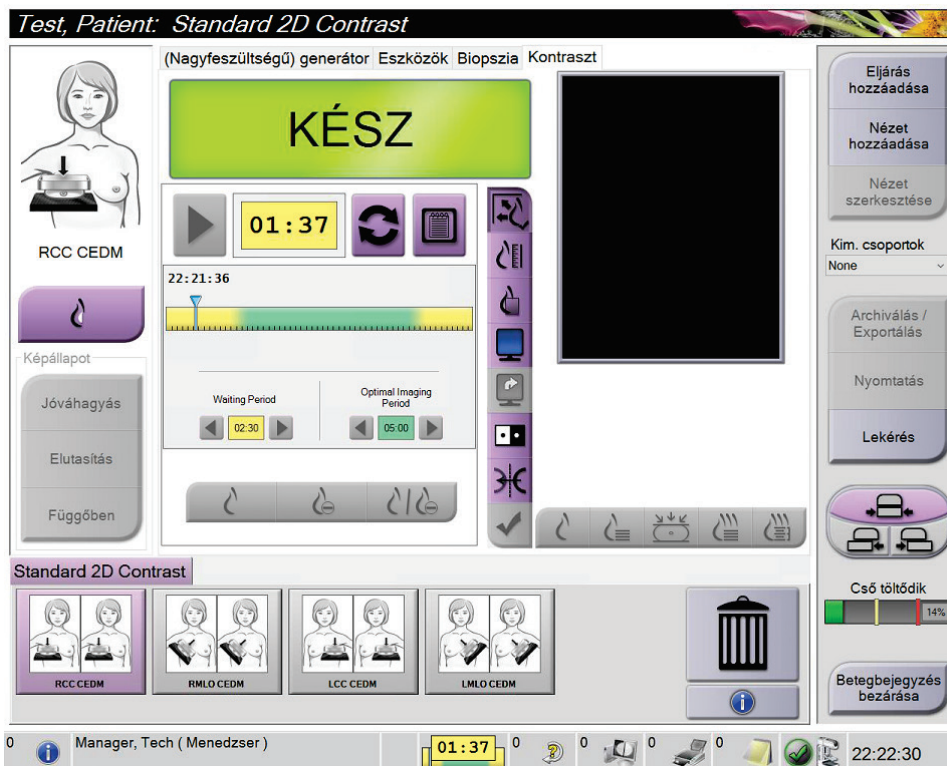 Test, Patient: Standard 2D Contrast
(Nagyfeszültségű) generátor Eszközök Biopszia Kontraszt
KÉSZ
RCC CEDM
01:37
22:21:36
Waiting Period
02:30
Optimal Imaging
Period
05:00
Képállapot
Jóváhagyás
Elutasítás
Függőben
Eljárás
hozzáadása
Nézet
hozzáadása
Nézet
szerkesztése
Kim. csoportok
None
Archiválás /
Exportálás
Nyomtatás
Lekérés
Cső töltődik
14%
Betegbejegyzés
bezárása
Standard 2D Contrast
RCC CEDM
RMLO CEDM
LCC CEDM
LMLO CEDM
0
Manager, Tech ( Menedzser )
01:37
0
0
0
0
22:22:30